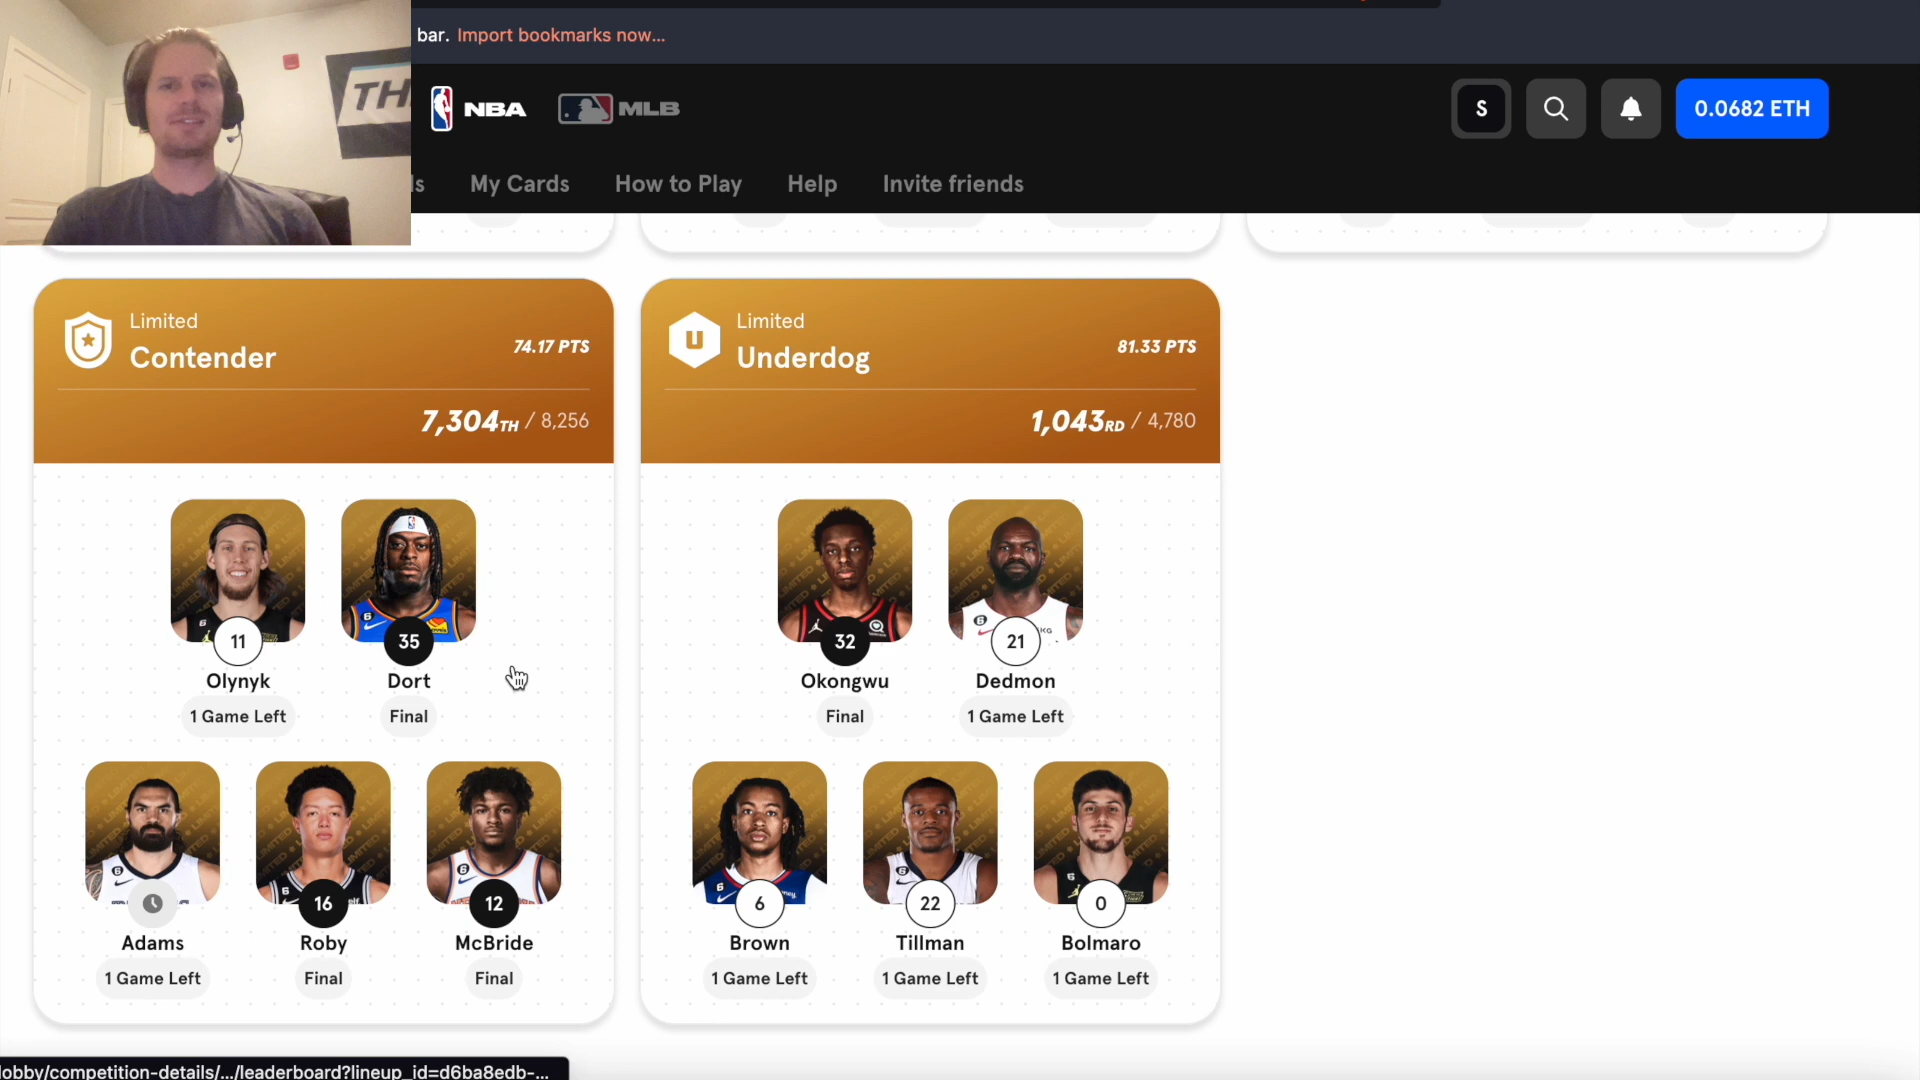 bar. Import bookmarks now...
TH
NBA
MLB
S
0.0682 ETH
ls
My Cards
How to Play
Help
Invite friends
Limited
Contender
74.17 PTS
7,304TH / 8,256
11
35
Olynyk
Dort
1 Game Left
Final
16
12
Adams
Roby
McBride
1 Game Left
Final
Final
Limited
U
Underdog
81.33 PTS
1,043RD / 4,780
32
21
Okongwu
Dedmon
Final
1 Game Left
6
22
0
Brown
Tillman
Bolmaro
1 Game Left
1 Game Left
1 Game Left
lobby/competition-details/.../leaderboard?lineup_id=d6ba8edb-...